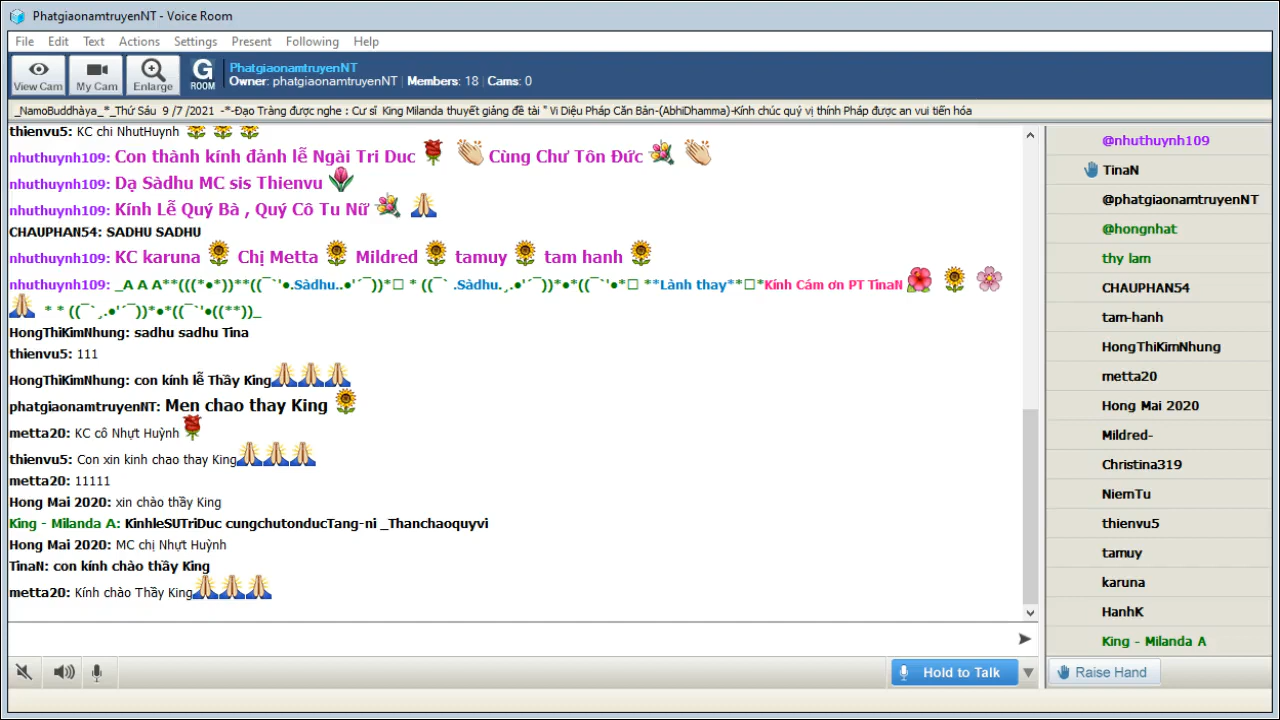 PhatgiaonamtruyenNT - Voice Room
File Edit Text Actions Settings Present Following Help
View Cam My Cam Enlarge G ROOM
PhatgiaonamtruyenNT
Owner: phatgiaonamtruyenNT | Members: 18 | Cams: 0
_NamoBuddhàya_*_Thứ Sáu 9 /7 /2021 -*-Đạo Tràng được nghe : Cư sĩ King Milanda thuyết giảng đề tài " Vi Diệu Pháp Căn Bản-(AbhiDhamma)-Kính chúc quý vị thính Pháp được an vui tiến hóa
thienvu5: KC chi NhutHuynh
nhuthuynh109: Con thành kính đảnh lễ Ngài Tri Duc Cùng Chư Tôn Đức
nhuthuynh109: Dạ Sàdhu MC sis Thienvu
nhuthuynh109: Kính Lễ Quý Bà , Quý Cô Tu Nữ
CHAUPHAN54: SADHU SADHU
nhuthuynh109: KC karuna Chị Metta Mildred tamuy tam hanh
nhuthuynh109: _A A A**(((*•*))**((¯`'•.Sàdhu..•'´¯))*□ * ((¯` .Sàdhu.¸.•'´¯))*•*((¯`'•*□ **Lành thay**□*Kính Cám ơn PT TinaN
* * ((¯`¸.•'´¯))*•*((¯`'•((**))_
HongThiKimNhung: sadhu sadhu Tina
thienvu5: 111
HongThiKimNhung: con kính lễ Thầy King
phatgiaonamtruyenNT: Men chao thay King
metta20: KC cô Nhựt Huỳnh
thienvu5: Con xin kinh chao thay King
metta20: 11111
Hong Mai 2020: xin chào thầy King
King - Milanda A: KinhleSUTriDuc cungchutonducTang-ni _Thanchaoquyvi
Hong Mai 2020: MC chị Nhựt Huỳnh
TinaN: con kính chào thầy King
metta20: Kính chào Thầy King
Hold to Talk
@nhuthuynh109
TinaN
@phatgiaonamtruyenNT
@hongnhat
thy lam
CHAUPHAN54
tam-hanh
HongThiKimNhung
metta20
Hong Mai 2020
Mildred-
Christina319
NiemTu
thienvu5
tamuy
karuna
HanhK
King - Milanda A
Raise Hand